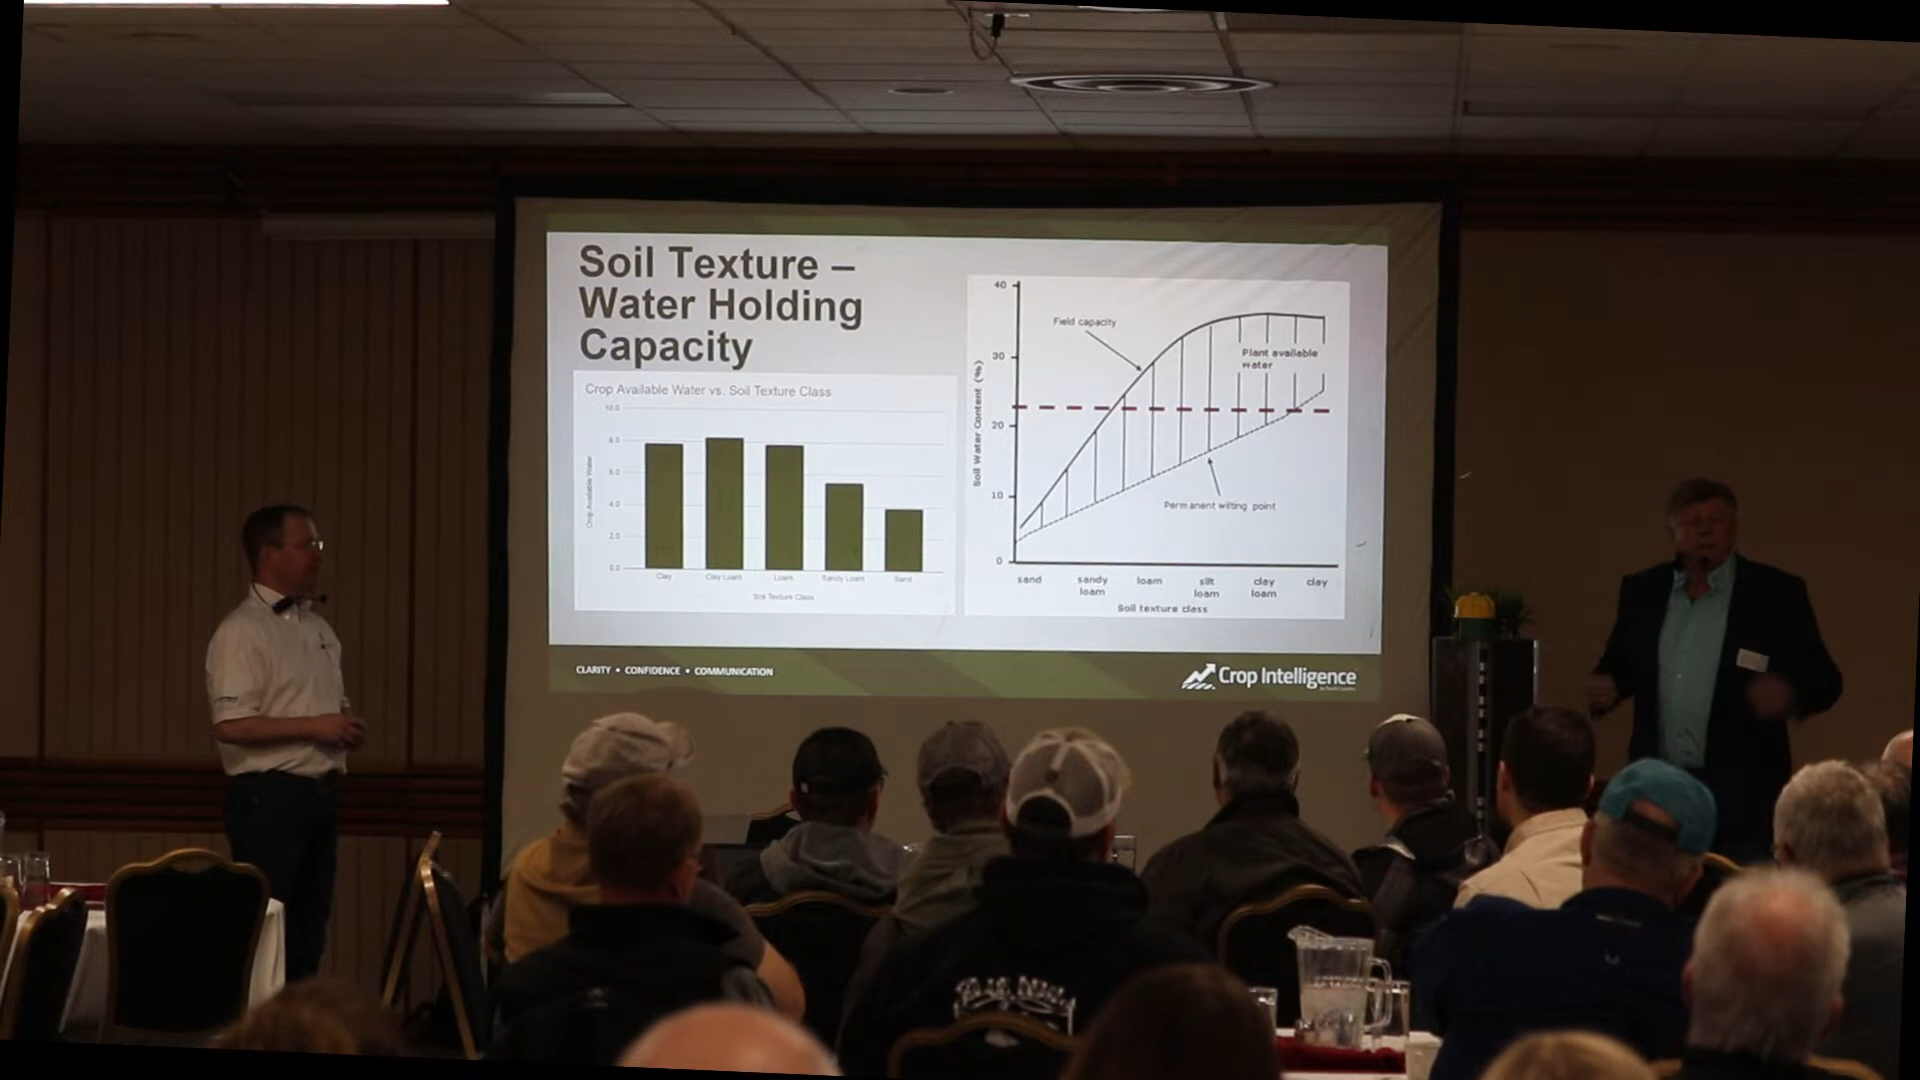 Soil Texture –
Water Holding
Capacity
Crop Available Water vs. Soil Texture Class
10.0
8.0
6.0
4.0
2.0
0.0
Crop Available Water
Clay
Clay Loam
Loam
Sandy Loam
Sand
Soil Texture Class
40
30
20
10
0
Soil Water Content (%)
Field capacity
Plant available
water
Permanent wilting point
sand
sandy
loam
loam
silt
loam
clay
loam
clay
Soil texture class
CLARITY • CONFIDENCE • COMMUNICATION
Crop Intelligence